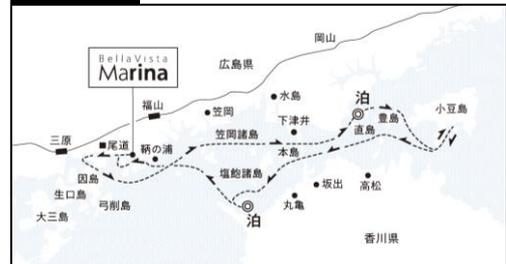 岡山
BellaVista
Marina
広島県
福山
笠岡
水島
泊
小豆島
下津井
豊島
直島
三原
尾道
鞆の浦
笠岡諸島
本島
因島
塩飽諸島
生口島
弓削島
大三島
坂出
高松
丸亀
泊
香川県